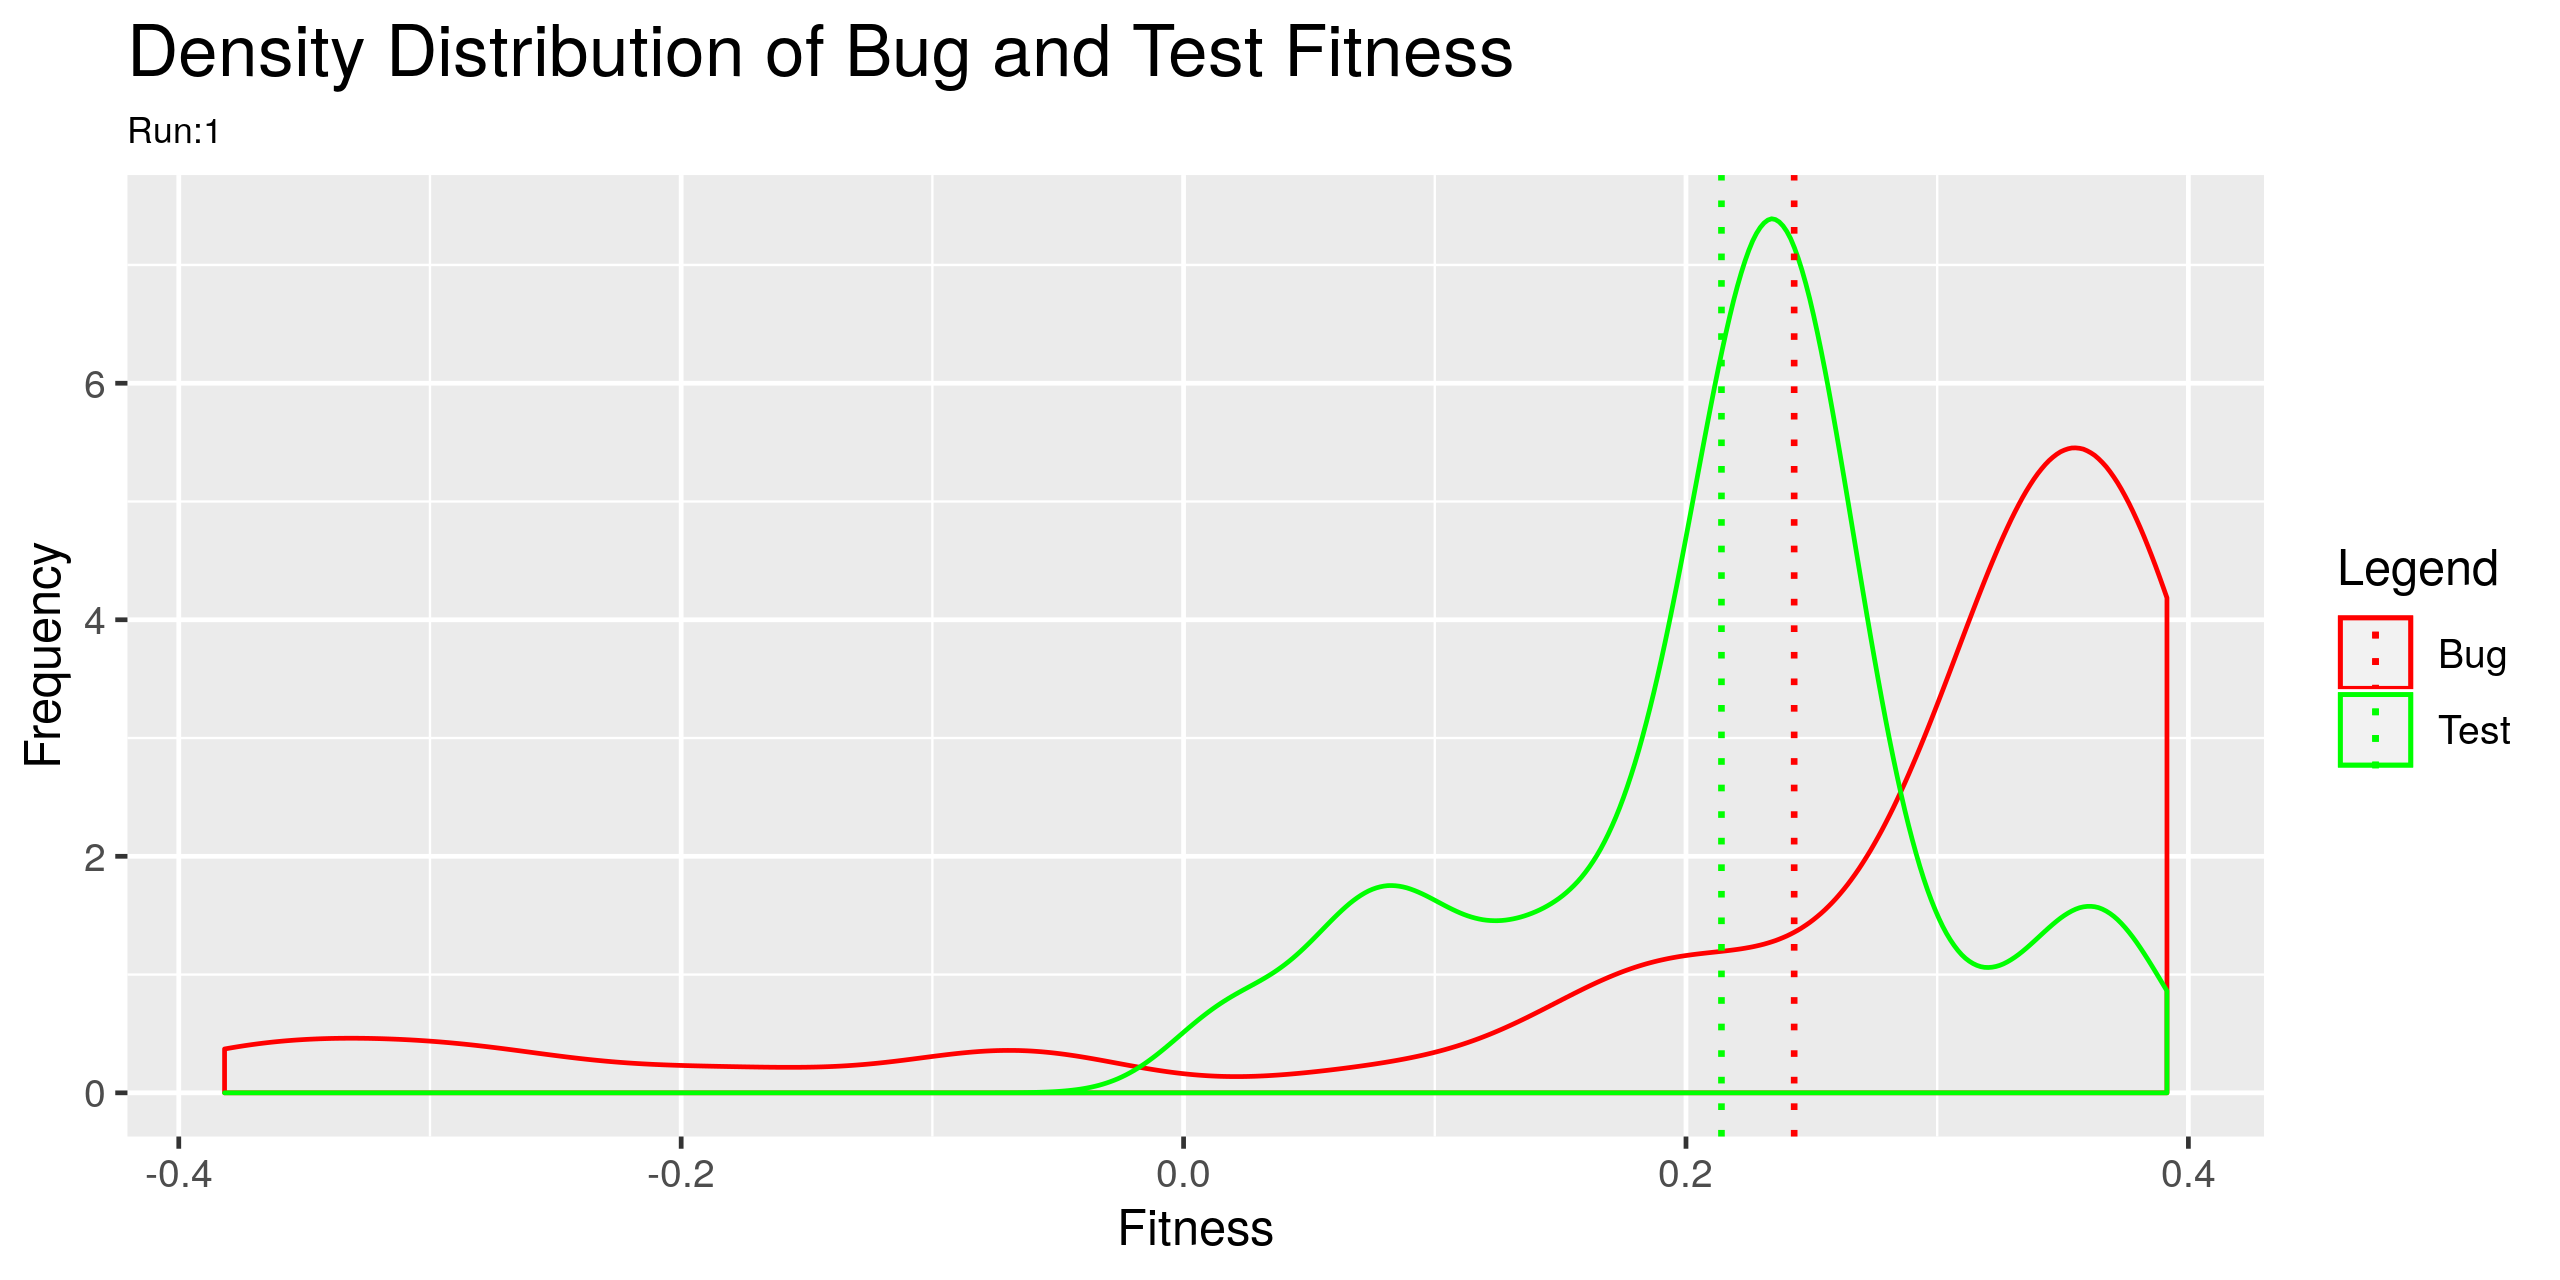 Density Distribution of Bug and Test Fitness
Run:1
Frequency
6
4
2
0
-0.4
-0.2
0.0
0.2
0.4
Fitness
Legend
Bug
Test